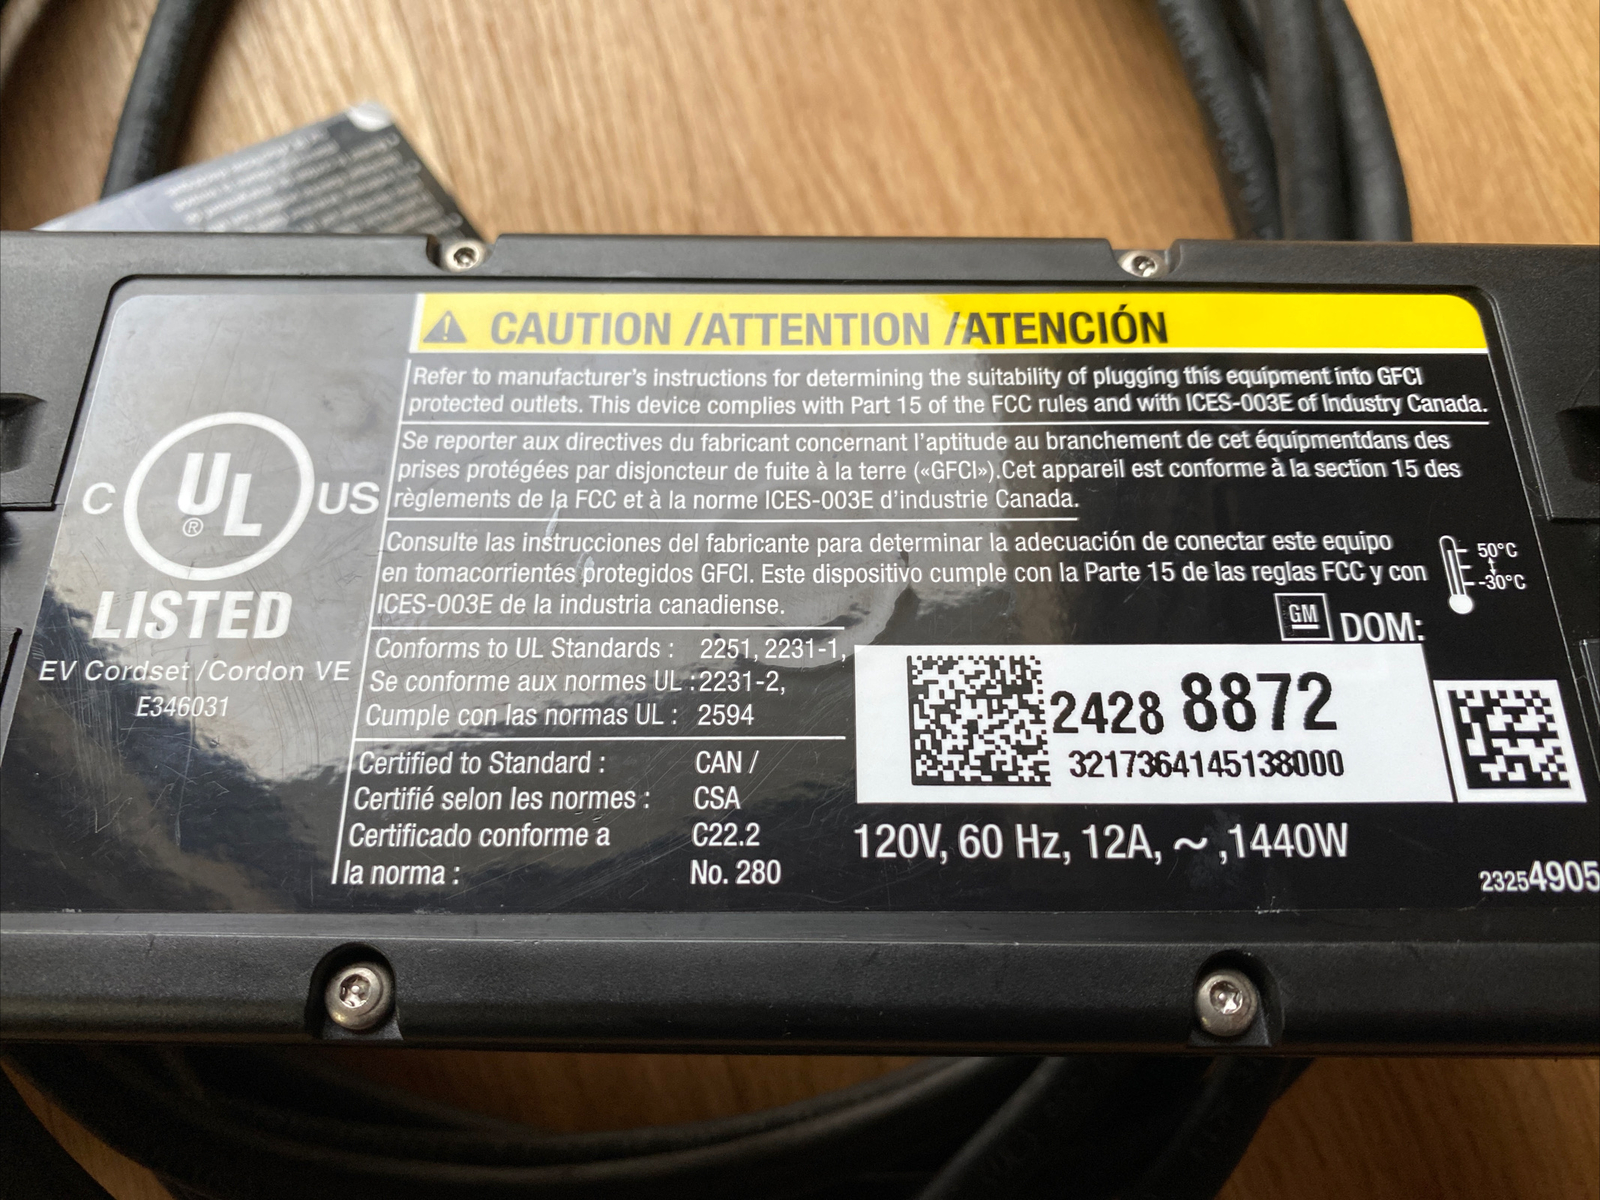 CAUTION /ATTENTION /ATENCIÓN
Refer to manufacturer's instructions for determining the suitability of plugging this equipment into GFCI
protected outlets. This device complies with Part 15 of the FCC rules and with ICES-003E of Industry Canada.
Se reporter aux directives du fabricant concernant l'aptitude au branchement de cet équipmentdans des
prises protégées par disjoncteur de fuite à la terre («GFCI»).Cet appareil est conforme à la section 15 des
règlements de la FCC et à la norme ICES-003E d'industrie Canada.
Consulte las instrucciones del fabricante para determinar la adecuación de conectar este equipo
en tomacorrientes protegidos GFCI. Este dispositivo cumple con la Parte 15 de las reglas FCC y con
ICES-003E de la industria canadiense.
C UL® US
LISTED
EV Cordset /Cordon VE
E346031
50°C
-30°C
GM DOM:
Conforms to UL Standards : 2251, 2231-1,
Se conforme aux normes UL :2231-2,
Cumple con las normas UL : 2594
Certified to Standard : CAN /
Certifié selon les normes : CSA
Certificado conforme a C22.2
la norma : No. 280
2428 8872
3217364145138000
120V, 60 Hz, 12A, ~ ,1440W
23254905